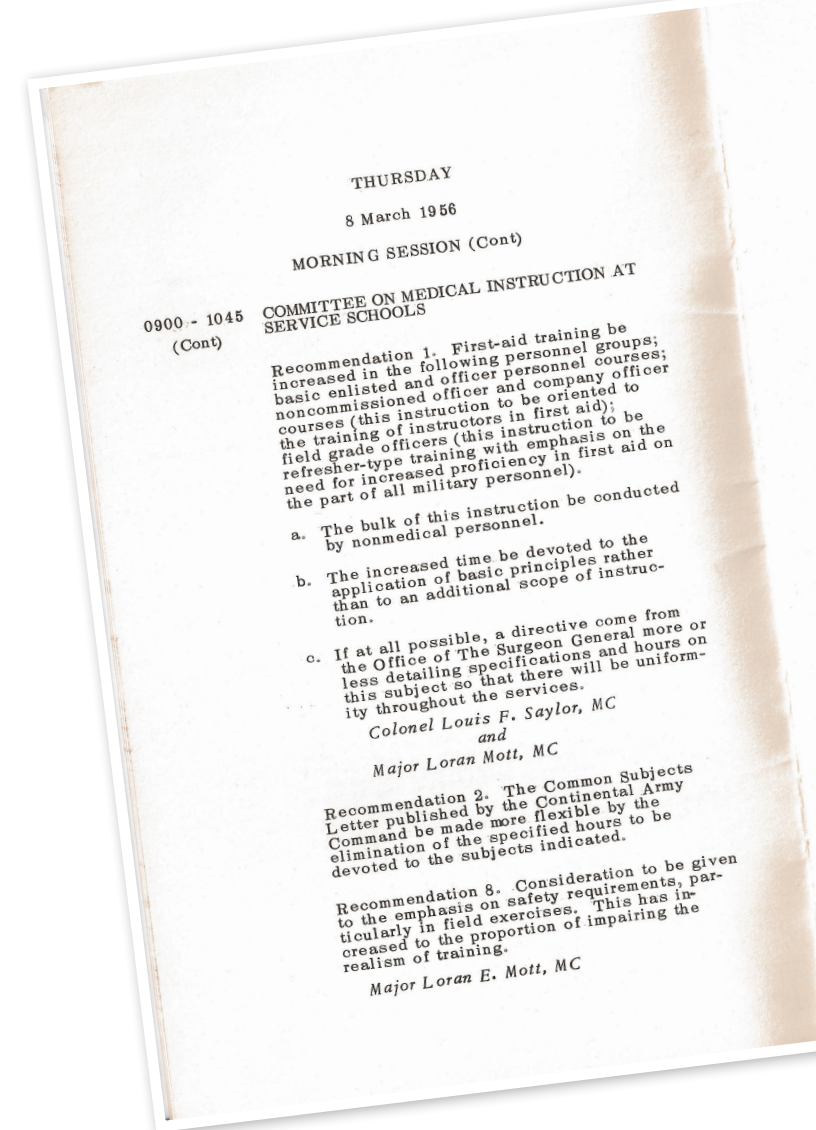 THURSDAY
8 March 1956
MORNING SESSION (Cont)
0900 - 1045 COMMITTEE ON MEDICAL INSTRUCTION AT
(Cont) SERVICE SCHOOLS
Recommendation 1. First-aid training be
increased in the following personnel groups;
basic enlisted and officer personnel courses;
noncommissioned officer and company officer
courses (this instruction to be oriented to
the training of instructors in first aid);
field grade officers (this instruction to be
refresher-type training with emphasis on the
need for increased proficiency in first aid on
the part of all military personnel).
a. The bulk of this instruction be conducted
by nonmedical personnel.
b. The increased time be devoted to the
application of basic principles rather
than to an additional scope of instruc-
tion.
c. If at all possible, a directive come from
the Office of The Surgeon General more or
less detailing specifications and hours on
this subject so that there will be uniform-
ity throughout the services.
Colonel Louis F. Saylor, MC
and
Major Loran Mott, MC
Recommendation 2. The Common Subjects
Letter published by the Continental Army
Command be made more flexible by the
elimination of the specified hours to be
devoted to the subjects indicated.
Recommendation 8. Consideration to be given
to the emphasis on safety requirements, par-
ticularly in field exercises. This has in-
creased to the proportion of impairing the
realism of training.
Major Loran E. Mott, MC